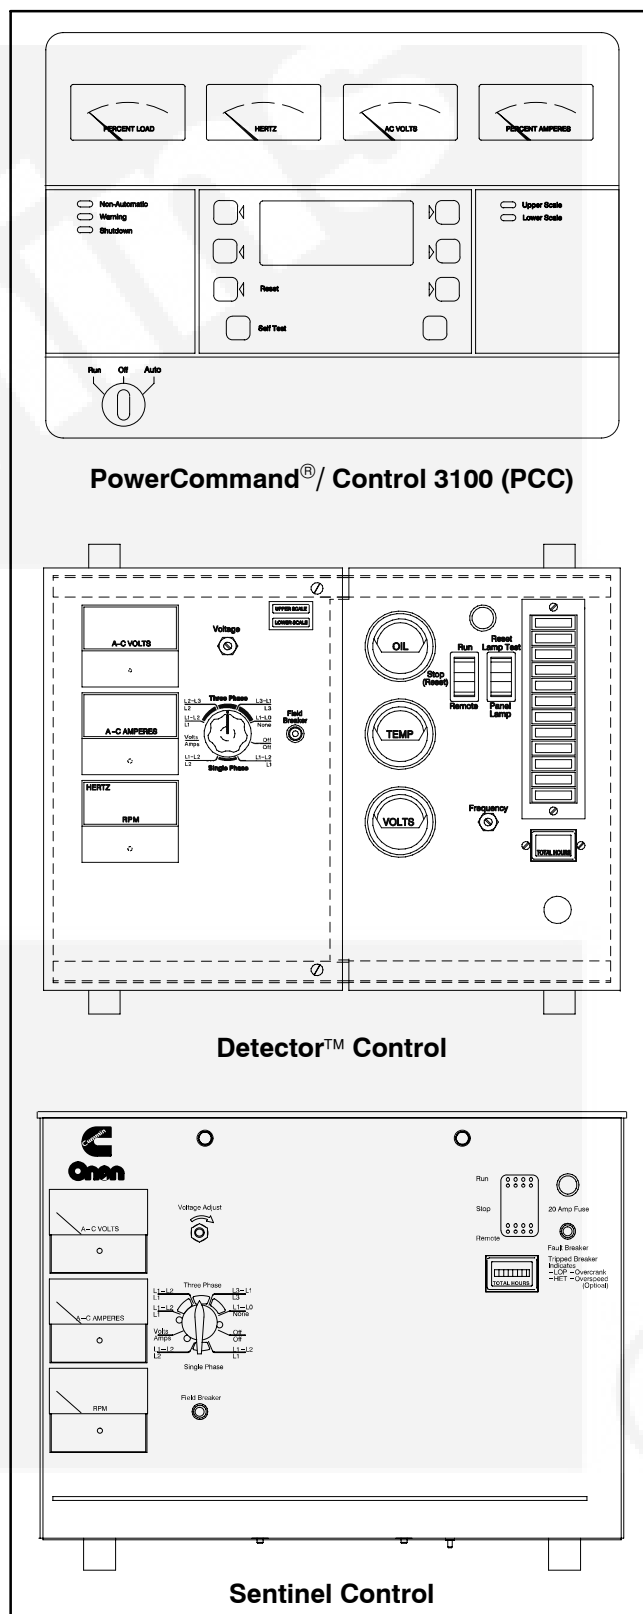 PERCENT LOAD HERTZ AC VOLTS PERCENT AMPERES
Non-Automatic
Warning
Shutdown
Upper Scale
Lower Scale
Reset
Self Test
Run Off Auto
PowerCommand®/ Control 3100 (PCC)
A-C VOLTS
Voltage
UPPER SCALE
LOWER SCALE
A-C AMPERES
Three Phase
L2-L3
L2
L3-L1
L3
L1-L2
L1
L1-L0
None
Volts
Amps
Off
Off
L1-L2
L2
L1-L2
L1
Single Phase
Field
Breaker
HERTZ
RPM
OIL
TEMP
VOLTS
Run
Stop
(Reset)
Remote
Reset
Lamp Test
Panel
Lamp
Frequency
TOTAL HOURS
Detector™ Control
Cummin
Onan
A-C VOLTS
Voltage Adjust
A-C AMPERES
Three Phase
L1-L2
L1
L3-L1
L3
L1-L2
L1
L1-L0
None
Volts
Amps
Off
Off
L1-L2
L2
L1-L2
L1
Single Phase
RPM
Field Breaker
Run
Stop
Remote
20 Amp Fuse
Fault Breaker
TOTAL HOURS
Tripped Breaker
Indicates
-LOP -Overcrank
-HET -Overspeed
(Optical)
Sentinel Control